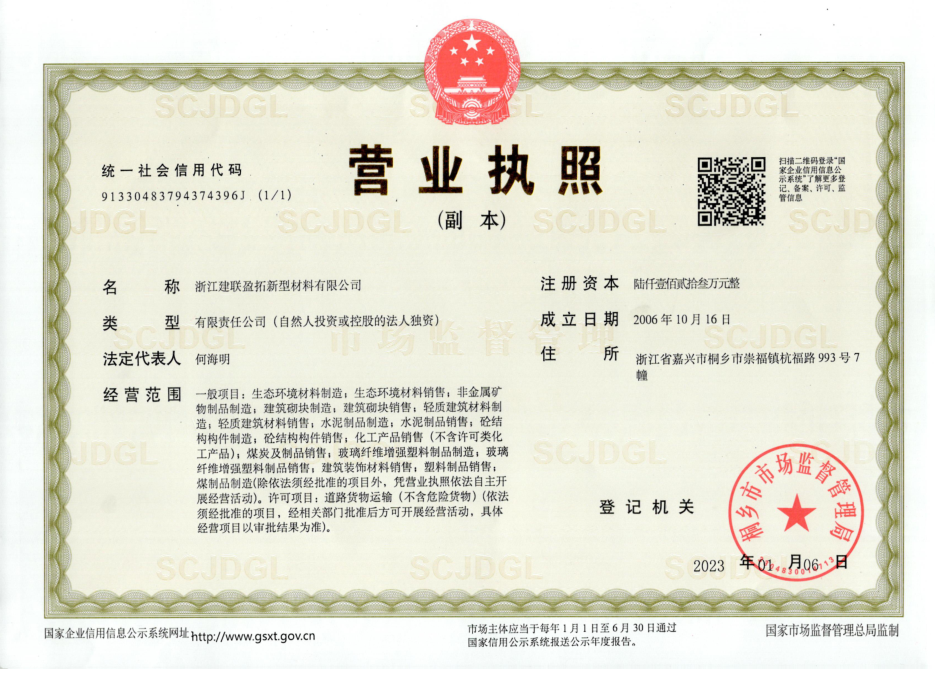 营业执照
(副 本)
统一社会信用代码
91330483794374396J (1/1)
扫描二维码登录“国
家企业信用信息公
示系统”了解更多登
记、备案、许可、监
管信息
名 称 浙江建联盈拓新型材料有限公司
类 型 有限责任公司（自然人投资或控股的法人独资）
法定代表人 何海明
经营范围 一般项目：生态环境材料制造；生态环境材料销售；非金属矿
物制品制造；建筑砌块制造；建筑砌块销售；轻质建筑材料制
造；轻质建筑材料销售；水泥制品制造；水泥制品销售；砼结
构构件制造；砼结构构件销售；化工产品销售（不含许可类化
工产品）；煤炭及制品销售；玻璃纤维增强塑料制品制造；玻璃
纤维增强塑料制品销售；建筑装饰材料销售；塑料制品销售；
煤制品制造(除依法须经批准的项目外，凭营业执照依法自主开
展经营活动)。许可项目：道路货物运输（不含危险货物）(依法
须经批准的项目，经相关部门批准后方可开展经营活动，具体
经营项目以审批结果为准)。
注册资本 陆仟壹佰贰拾叁万元整
成立日期 2006年10月16日
住 所 浙江省嘉兴市桐乡市崇福镇杭福路993号7
幢
登记机关
桐乡市市场监督管理局
2023 年 01 月 06 日
国家企业信用信息公示系统网址 http://www.gsxt.gov.cn
市场主体应当于每年1月1日至6月30日通过
国家信用公示系统报送公示年度报告。
国家市场监督管理总局监制
SCJDGL
市场监督管理